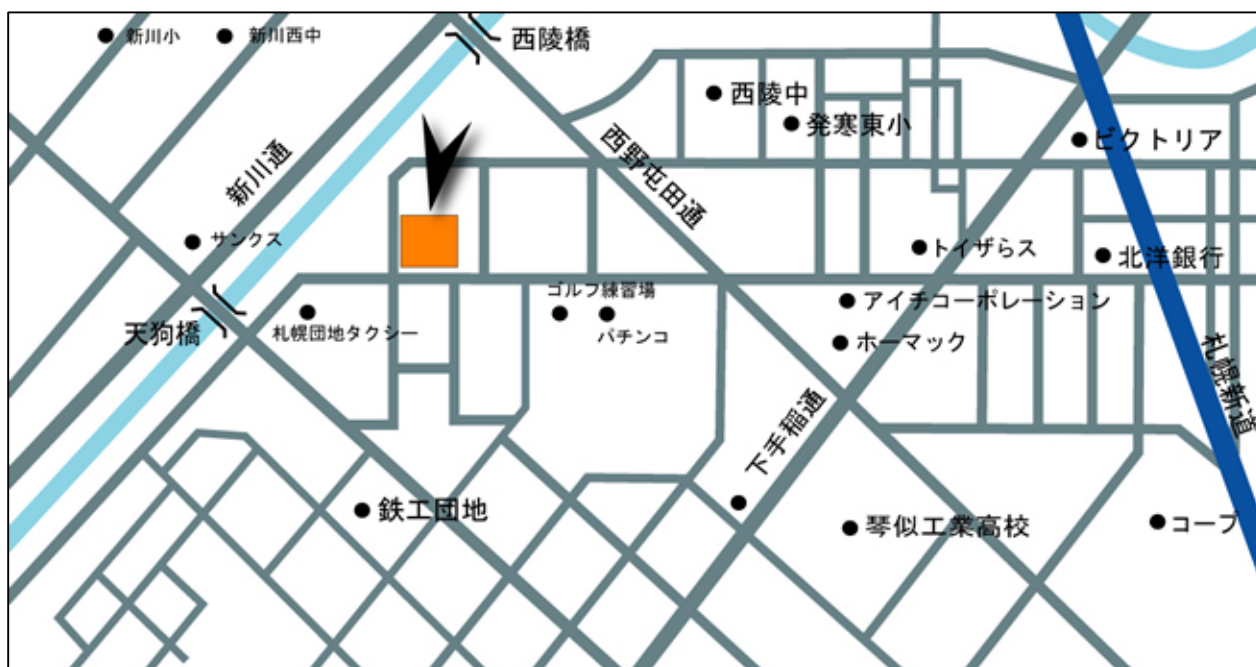 新川小
新川西中
西陵橋
西陵中
発寒東小
ビクトリア
新川通
西野屯田通
サンクス
トイザらス
北洋銀行
ゴルフ練習場
アイチコーポレーション
天狗橋
札幌団地タクシー
パチンコ
ホーマック
札幌新道
下手稲通
鉄工団地
琴似工業高校
コープ